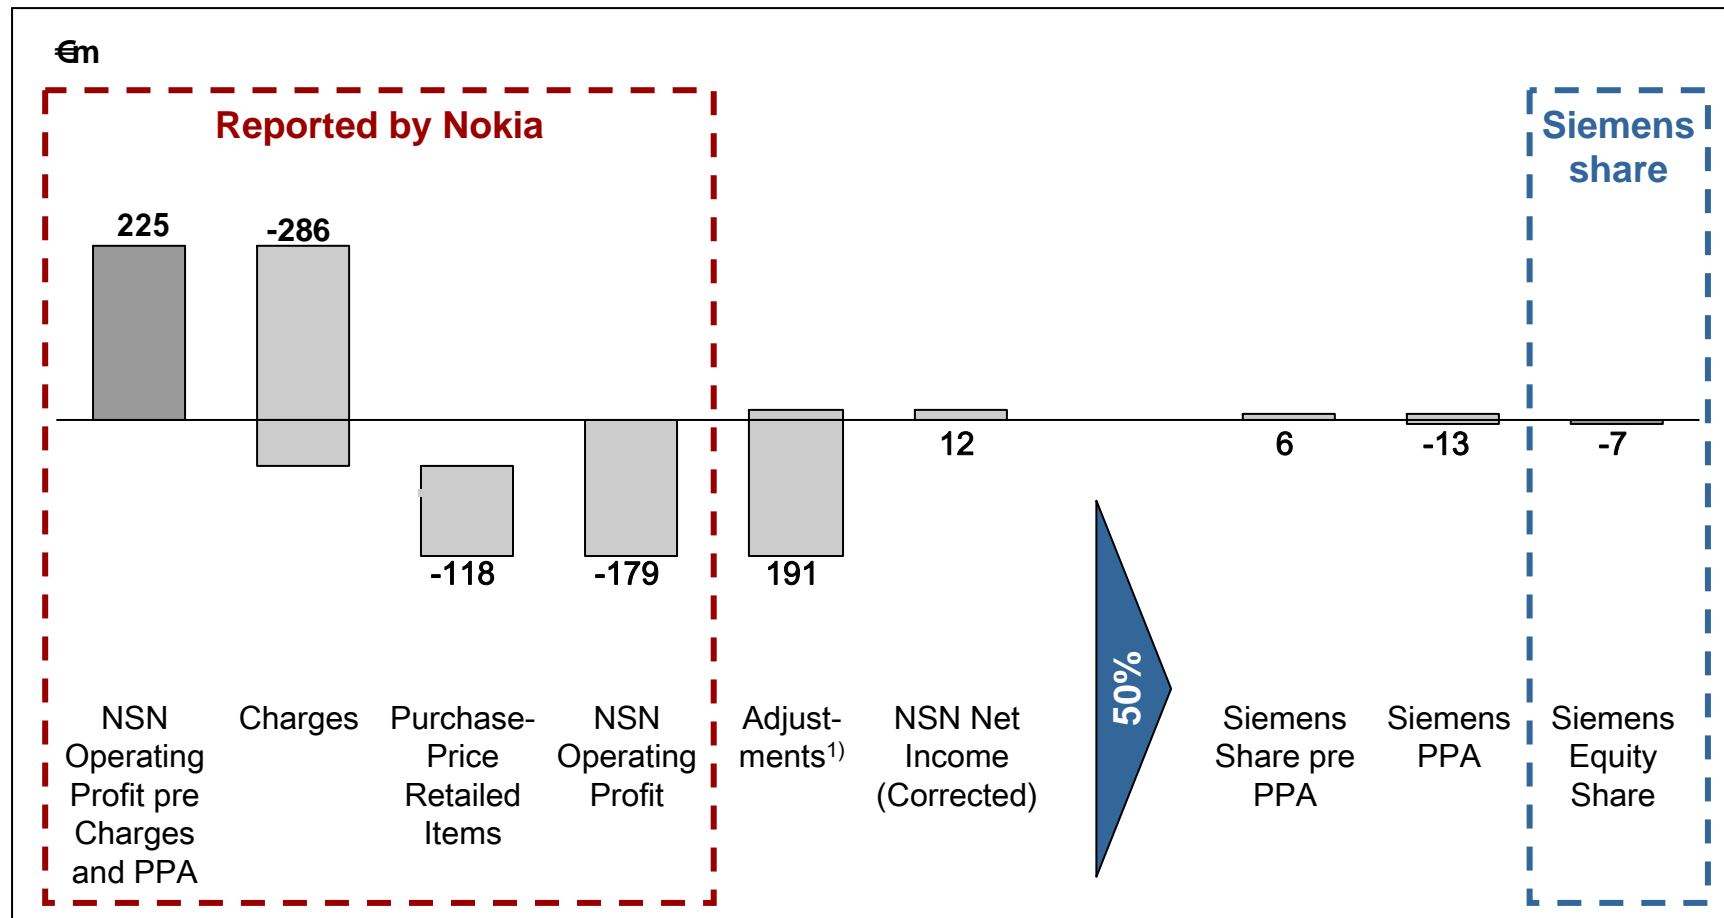 €m
Reported by Nokia
Siemens
share
225
-286
-118
-179
191
12
6
-13
-7
50%
NSN
Operating
Profit pre
Charges
and PPA
Charges
Purchase-
Price
Retailed
Items
NSN
Operating
Profit
Adjust-
ments1)
NSN Net
Income
(Corrected)
Siemens
Share pre
PPA
Siemens
PPA
Siemens
Equity
Share